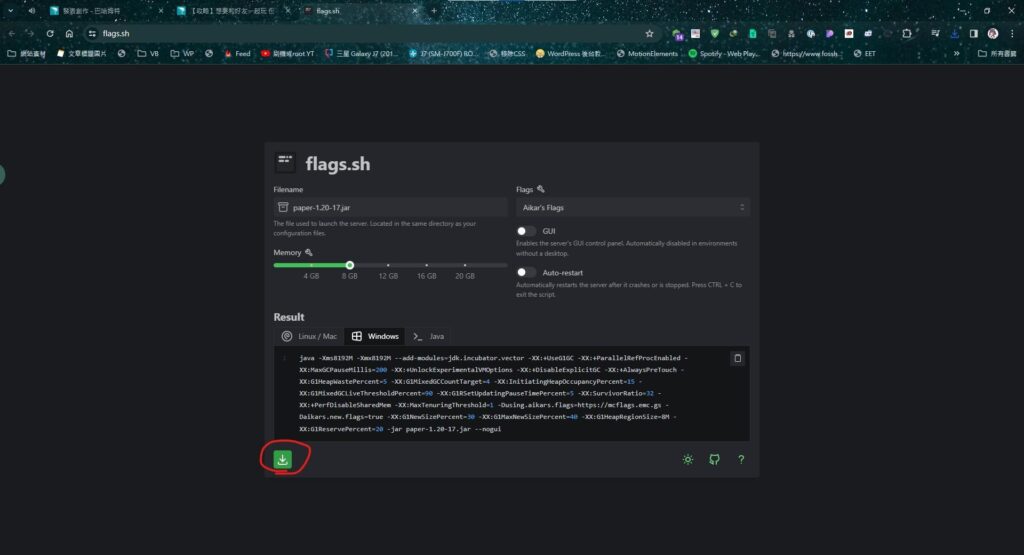 發表創作 - 巴哈姆特
【攻略】想要和好友一起玩 在
flags.sh
flags.sh
網站素材
文章標籤圖片
VB
WP
Feed
刷機或root YT
三星 Galaxy J7 (201
J7 (SM-J700F) RO
移除CSS
WordPress 後台教
MotionElements
Spotify - Web Play
https://www.fossh
EET
»
所有書籤
flags.sh
Filename
paper-1.20-17.jar
The file used to launch the server. Located in the same directory as your
configuration files.
Memory
4 GB
8 GB
12 GB
16 GB
20 GB
Flags
Aikar's Flags
GUI
Enables the server's GUI control panel. Automatically disabled in environments
without a desktop.
Auto-restart
Automatically restarts the server after it crashes or is stopped. Press CTRL + C to
exit the script.
Result
Linux / Mac
Windows
Java
1
java -Xms8192M -Xmx8192M --add-modules=jdk.incubator.vector -XX:+UseG1GC -XX:+ParallelRefProcEnabled -
XX:MaxGCPauseMillis=200 -XX:+UnlockExperimentalVMOptions -XX:+DisableExplicitGC -XX:+AlwaysPreTouch -
XX:G1HeapWastePercent=5 -XX:G1MixedGCCountTarget=4 -XX:InitiatingHeapOccupancyPercent=15 -
XX:G1MixedGCLiveThresholdPercent=90 -XX:G1RSetUpdatingPauseTimePercent=5 -XX:SurvivorRatio=32 -
XX:+PerfDisableSharedMem -XX:MaxTenuringThreshold=1 -Dusing.aikars.flags=https://mcflags.emc.gs -
Daikars.new.flags=true -XX:G1NewSizePercent=30 -XX:G1MaxNewSizePercent=40 -XX:G1HeapRegionSize=8M -
XX:G1ReservePercent=20 -jar paper-1.20-17.jar --nogui
?